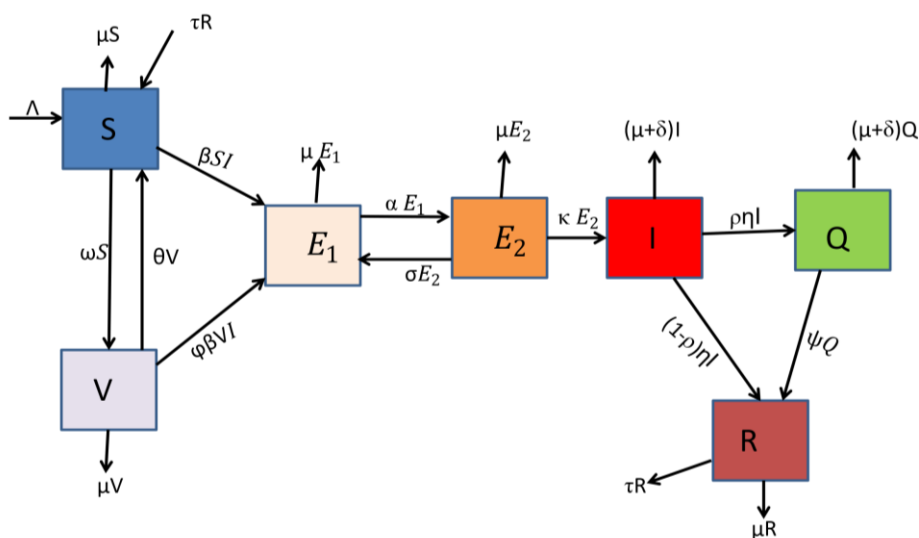 τR
μS
Λ
S
βSI
μ E₁
μE₂
(μ+δ)I
(μ+δ)Q
ωS
θV
E₁
α E₁
σE₂
E₂
κ E₂
I
ρηI
Q
φβVI
(1-ρ)ηI
ψQ
V
R
μV
τR
μR